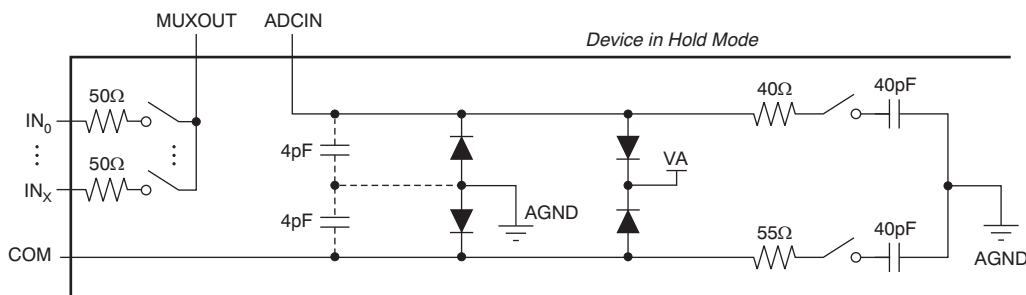 MUXOUT ADCIN
Device in Hold Mode
50Ω
IN0
50Ω
INX
COM
4pF
4pF
AGND
VA
40Ω
40pF
55Ω
40pF
AGND